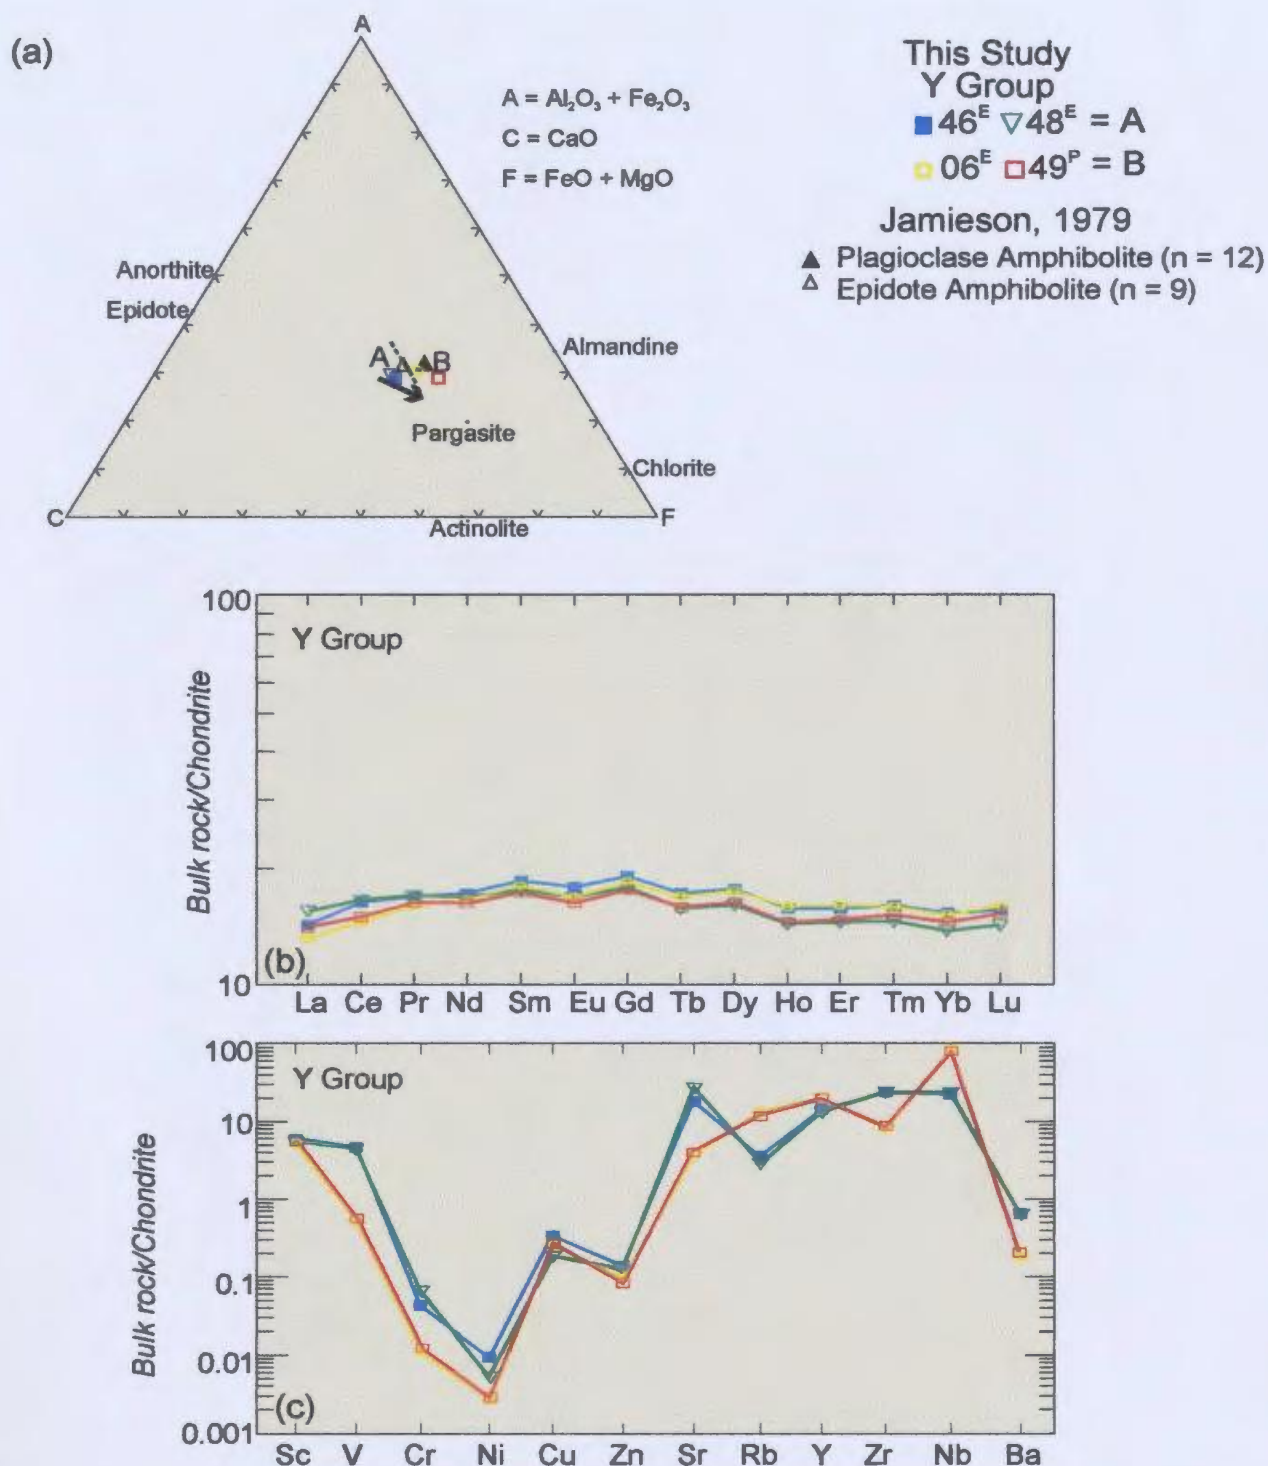 (a)
A
A = Al₂O₃ + Fe₂O₃
C = CaO
F = FeO + MgO
This Study
Y Group
46ᴱ 48ᴱ = A
06ᴱ 49ᴾ = B
Jamieson, 1979
Plagioclase Amphibolite (n = 12)
Epidote Amphibolite (n = 9)
Anorthite
Epidote
Almandine
A B
Pargasite
Chlorite
C F
Actinolite
100
Y Group
Bulk rock/Chondrite
(b)
10
La Ce Pr Nd Sm Eu Gd Tb Dy Ho Er Tm Yb Lu
100
Y Group
10
1
Bulk rock/Chondrite
0.1
0.01
(c)
0.001
Sc V Cr Ni Cu Zn Sr Rb Y Zr Nb Ba